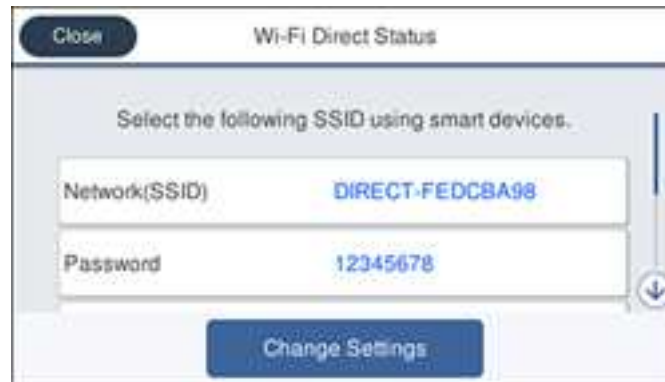 Close
Wi-Fi Direct Status
Select the following SSID using smart devices.
Network(SSID) DIRECT-FEDCBA98
Password 12345678
Change Settings